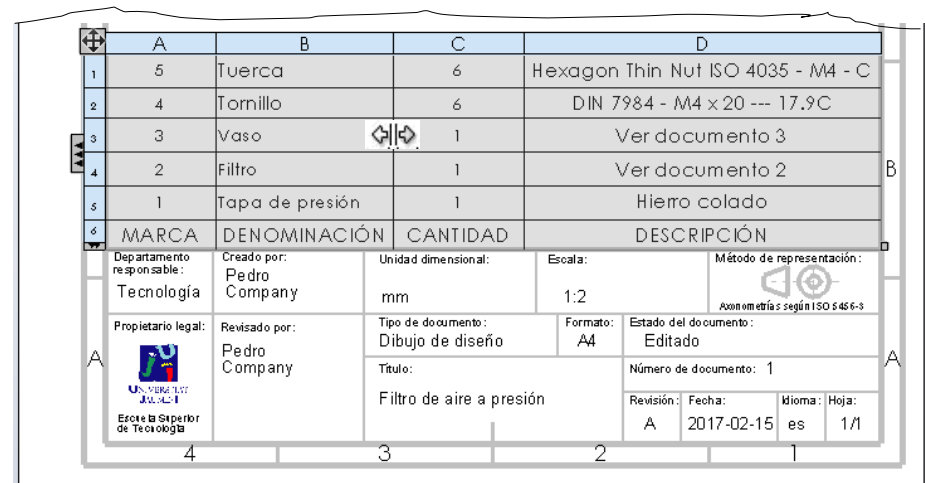 A B C D
1 5 Tuerca 6 Hexagon Thin Nut ISO 4035 - M4 - C
2 4 Tornillo 6 DIN 7984 - M4 x 20 --- 17.9C
3 3 Vaso 1 Ver documento 3
4 2 Filtro 1 Ver documento 2
5 1 Tapa de presión 1 Hierro colado
6 MARCA DENOMINACIÓN CANTIDAD DESCRIPCIÓN
B
Departamento responsable:
Tecnología
Creado por:
Pedro
Company
Unidad dimensional:
mm
Escala:
1:2
Método de representación:
Axonometrías según ISO 5456-3
Propietario legal:
UNIVERSITAT
JAUME•I
Escuela Superior
de Tecnología
Revisado por:
Pedro
Company
Tipo de documento:
Dibujo de diseño
Formato:
A4
Estado del documento:
Editado
Título:
Filtro de aire a presión
Número de documento: 1
Revisión:
A
Fecha:
2017-02-15
Idioma:
es
Hoja:
1/1
A A
4 3 2 1